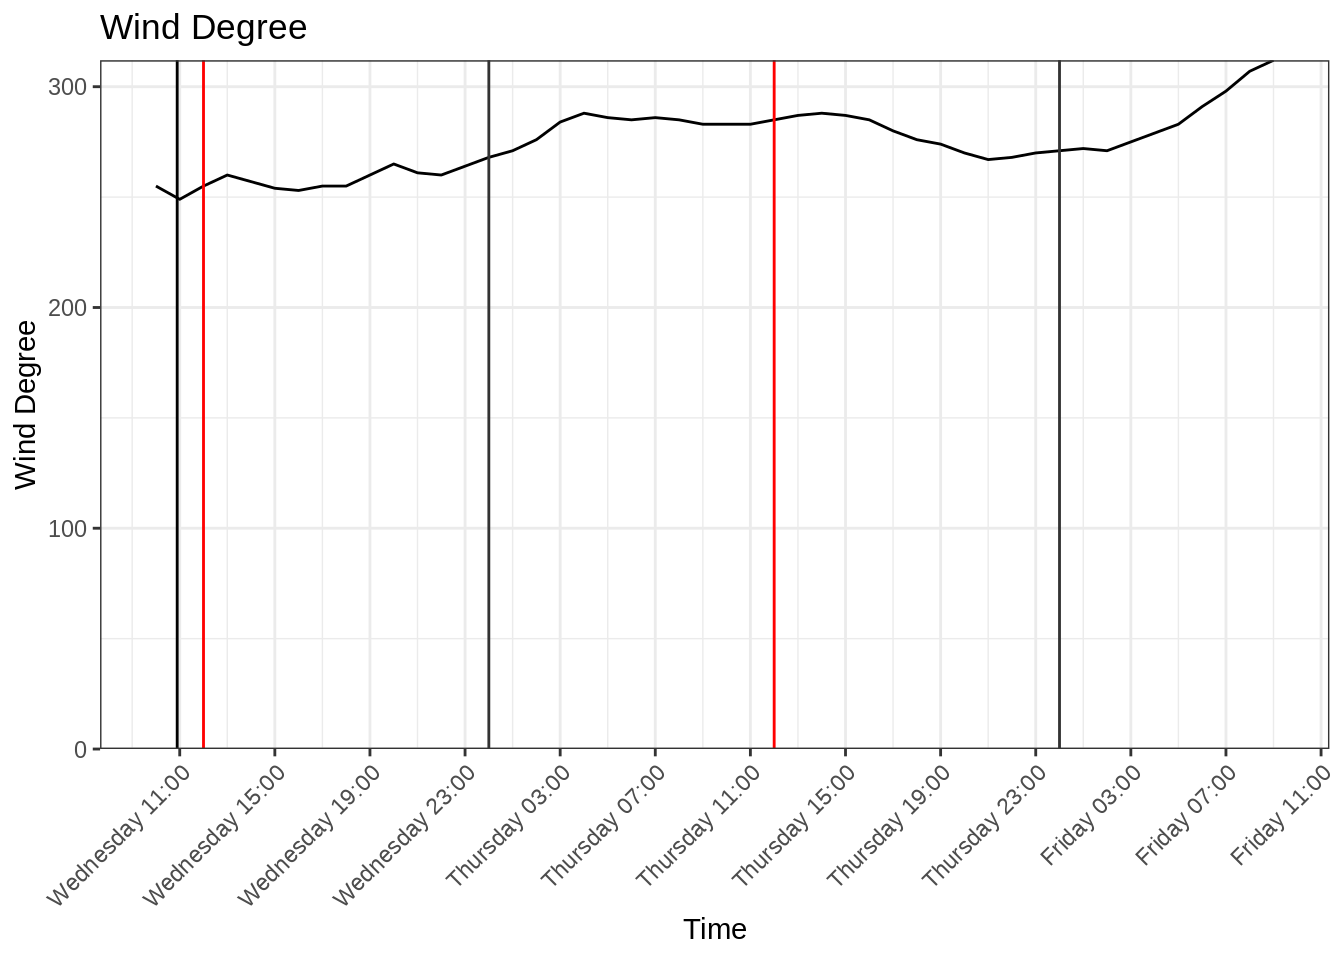 Wind Degree
Wind Degree
300
200
100
0
Wednesday 11:00
Wednesday 15:00
Wednesday 19:00
Wednesday 23:00
Thursday 03:00
Thursday 07:00
Thursday 11:00
Thursday 15:00
Thursday 19:00
Thursday 23:00
Friday 03:00
Friday 07:00
Friday 11:00
Time